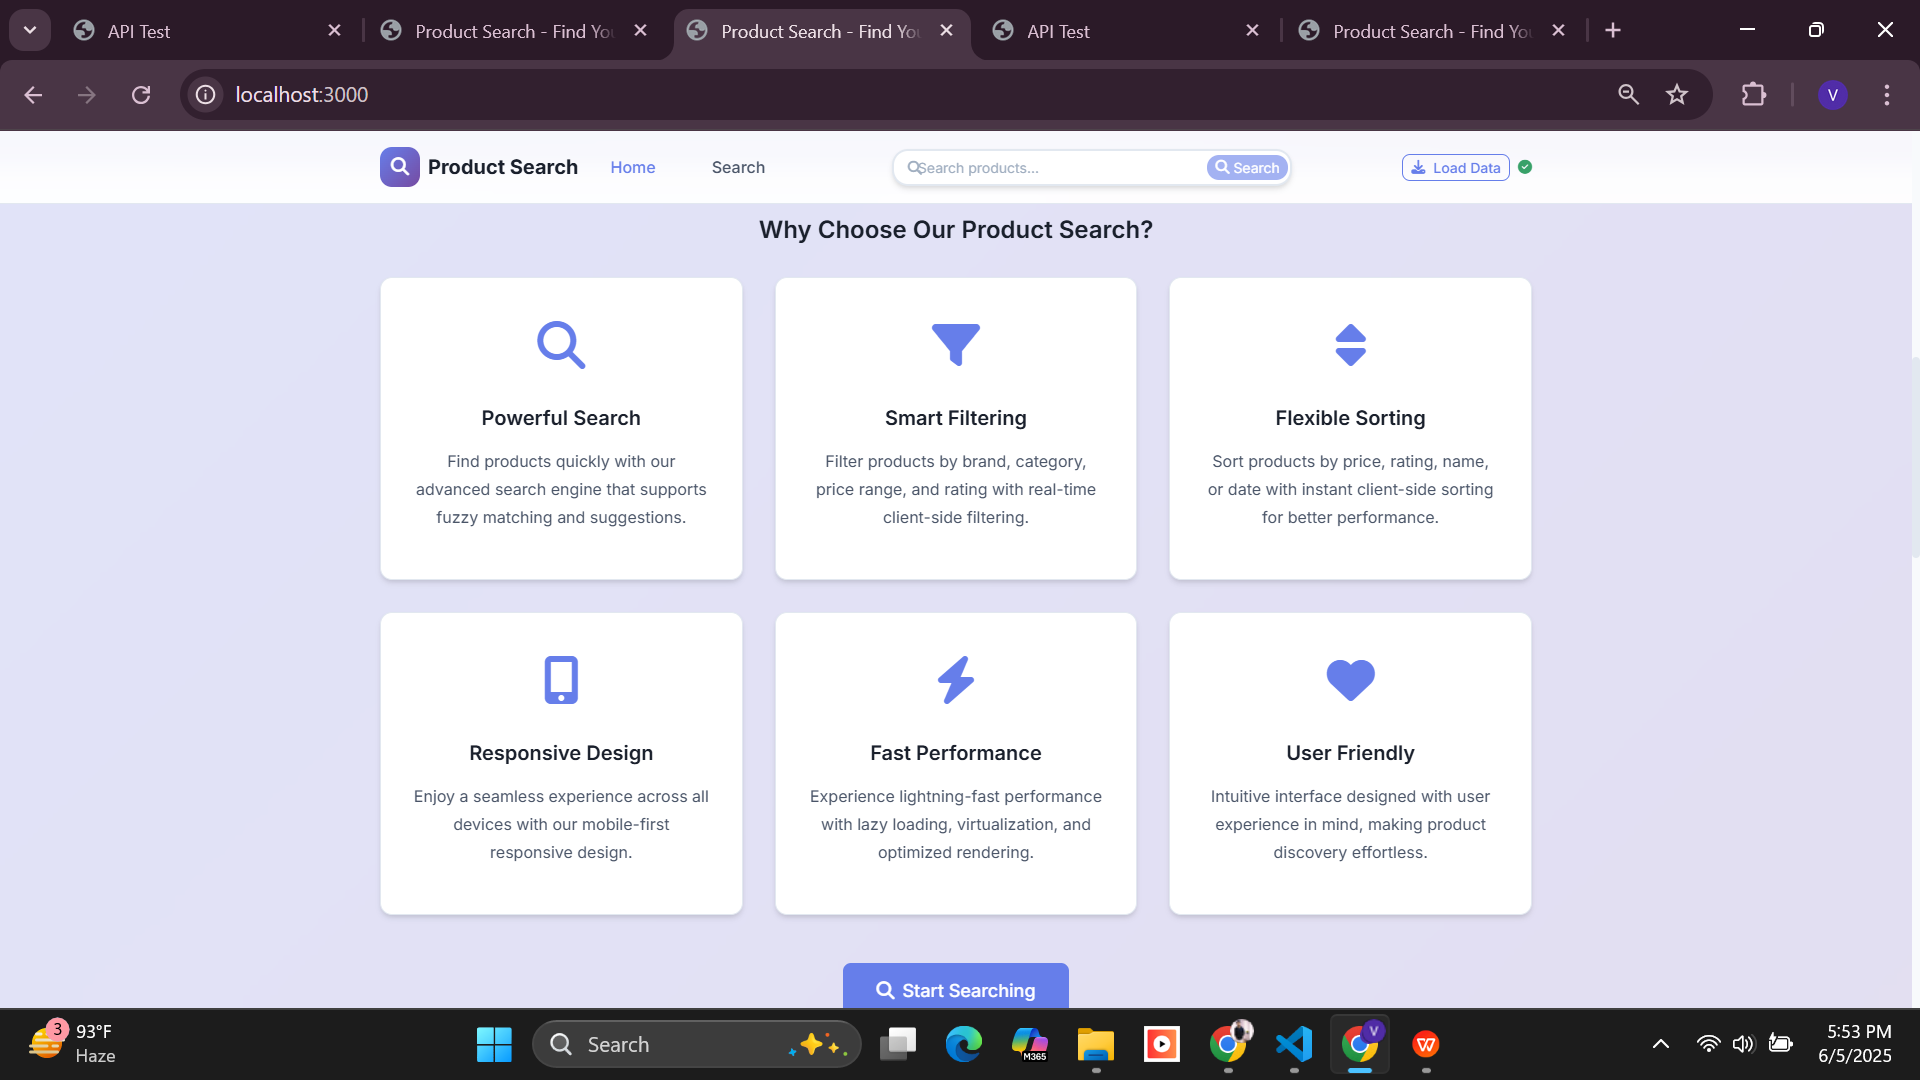 API Test
Product Search - Find You
Product Search - Find You
API Test
Product Search - Find You
localhost:3000
V
Product Search
Home
Search
Search products...
Search
Load Data
Why Choose Our Product Search?
Powerful Search
Find products quickly with our
advanced search engine that supports
fuzzy matching and suggestions.
Smart Filtering
Filter products by brand, category,
price range, and rating with real-time
client-side filtering.
Flexible Sorting
Sort products by price, rating, name,
or date with instant client-side sorting
for better performance.
Responsive Design
Enjoy a seamless experience across all
devices with our mobile-first
responsive design.
Fast Performance
Experience lightning-fast performance
with lazy loading, virtualization, and
optimized rendering.
User Friendly
Intuitive interface designed with user
experience in mind, making product
discovery effortless.
Start Searching
3
93°F
Haze
Search
M365
V
W
5:53 PM
6/5/2025